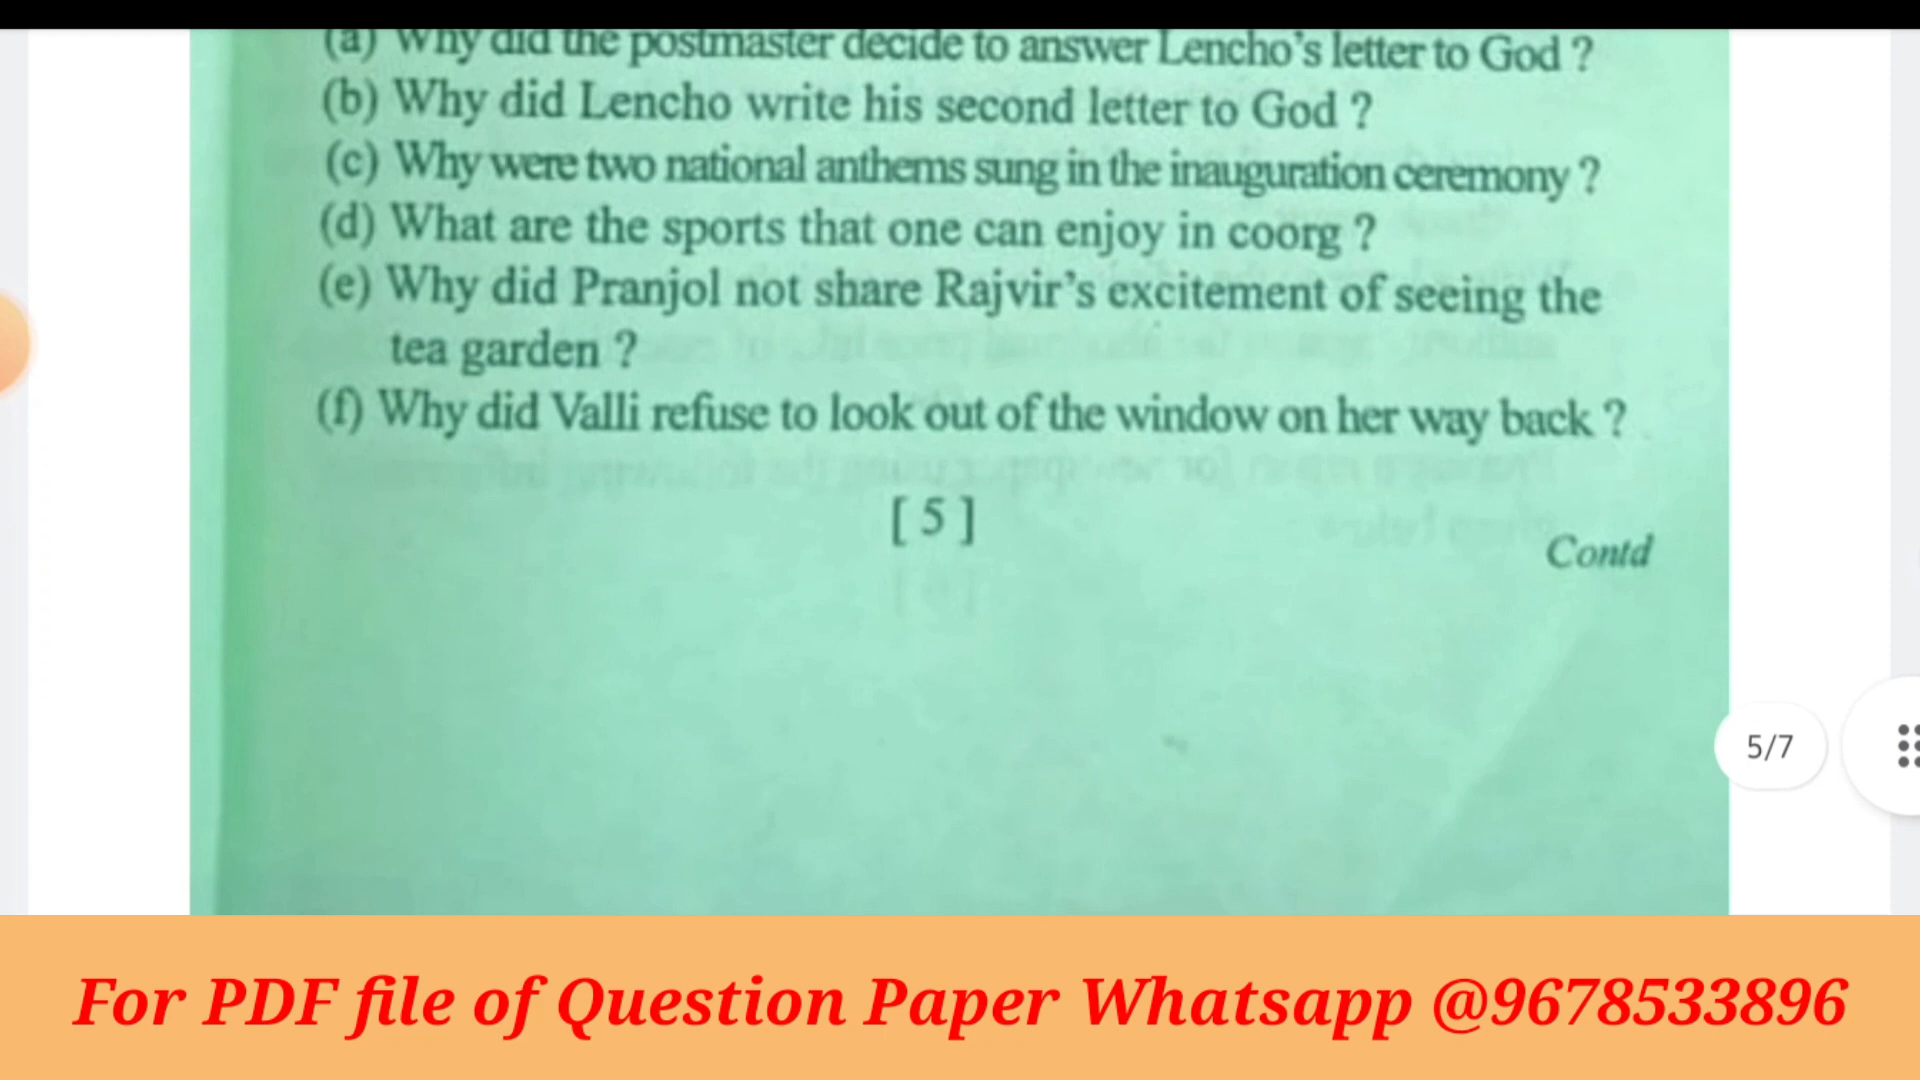 (a) Why did the postmaster decide to answer Lencho's letter to God ?
(b) Why did Lencho write his second letter to God ?
(c) Why were two national anthems sung in the inauguration ceremony ?
(d) What are the sports that one can enjoy in coorg ?
(e) Why did Pranjol not share Rajvir's excitement of seeing the
tea garden ?
(f) Why did Valli refuse to look out of the window on her way back ?
[ 5 ]
Contd
5/7
For PDF file of Question Paper Whatsapp @9678533896